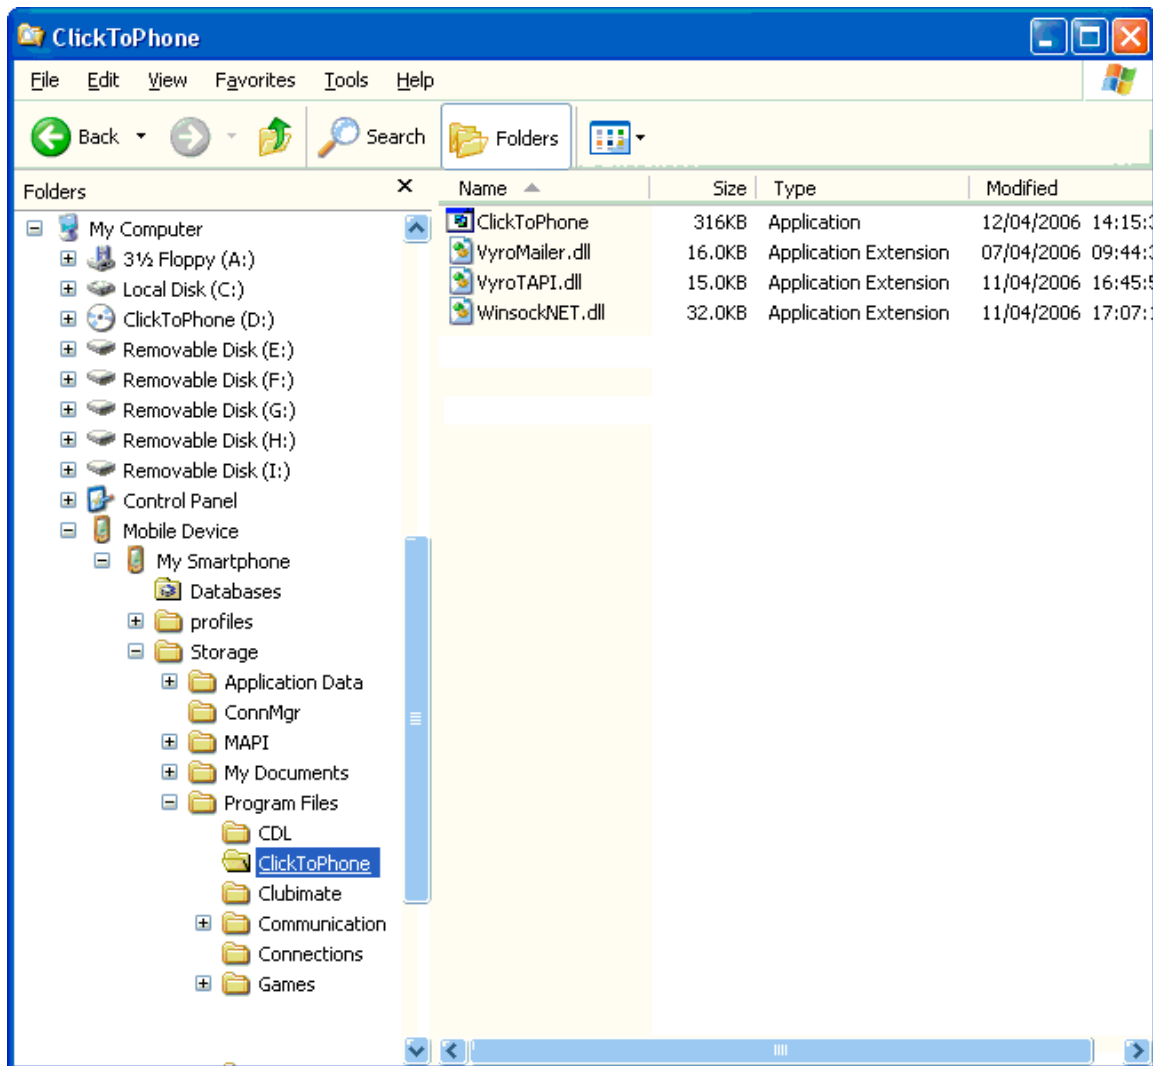 ClickToPhone
File Edit View Favorites Tools Help
Back Search Folders
Folders
My Computer
3½ Floppy (A:)
Local Disk (C:)
ClickToPhone (D:)
Removable Disk (E:)
Removable Disk (F:)
Removable Disk (G:)
Removable Disk (H:)
Removable Disk (I:)
Control Panel
Mobile Device
My Smartphone
Databases
profiles
Storage
Application Data
ConnMgr
MAPI
My Documents
Program Files
CDL
ClickToPhone
Clubimate
Communication
Connections
Games
Name Size Type Modified
ClickToPhone 316KB Application 12/04/2006 14:15:
VyroMailer.dll 16.0KB Application Extension 07/04/2006 09:44:
VyroTAPI.dll 15.0KB Application Extension 11/04/2006 16:45:
WinsockNET.dll 32.0KB Application Extension 11/04/2006 17:07: